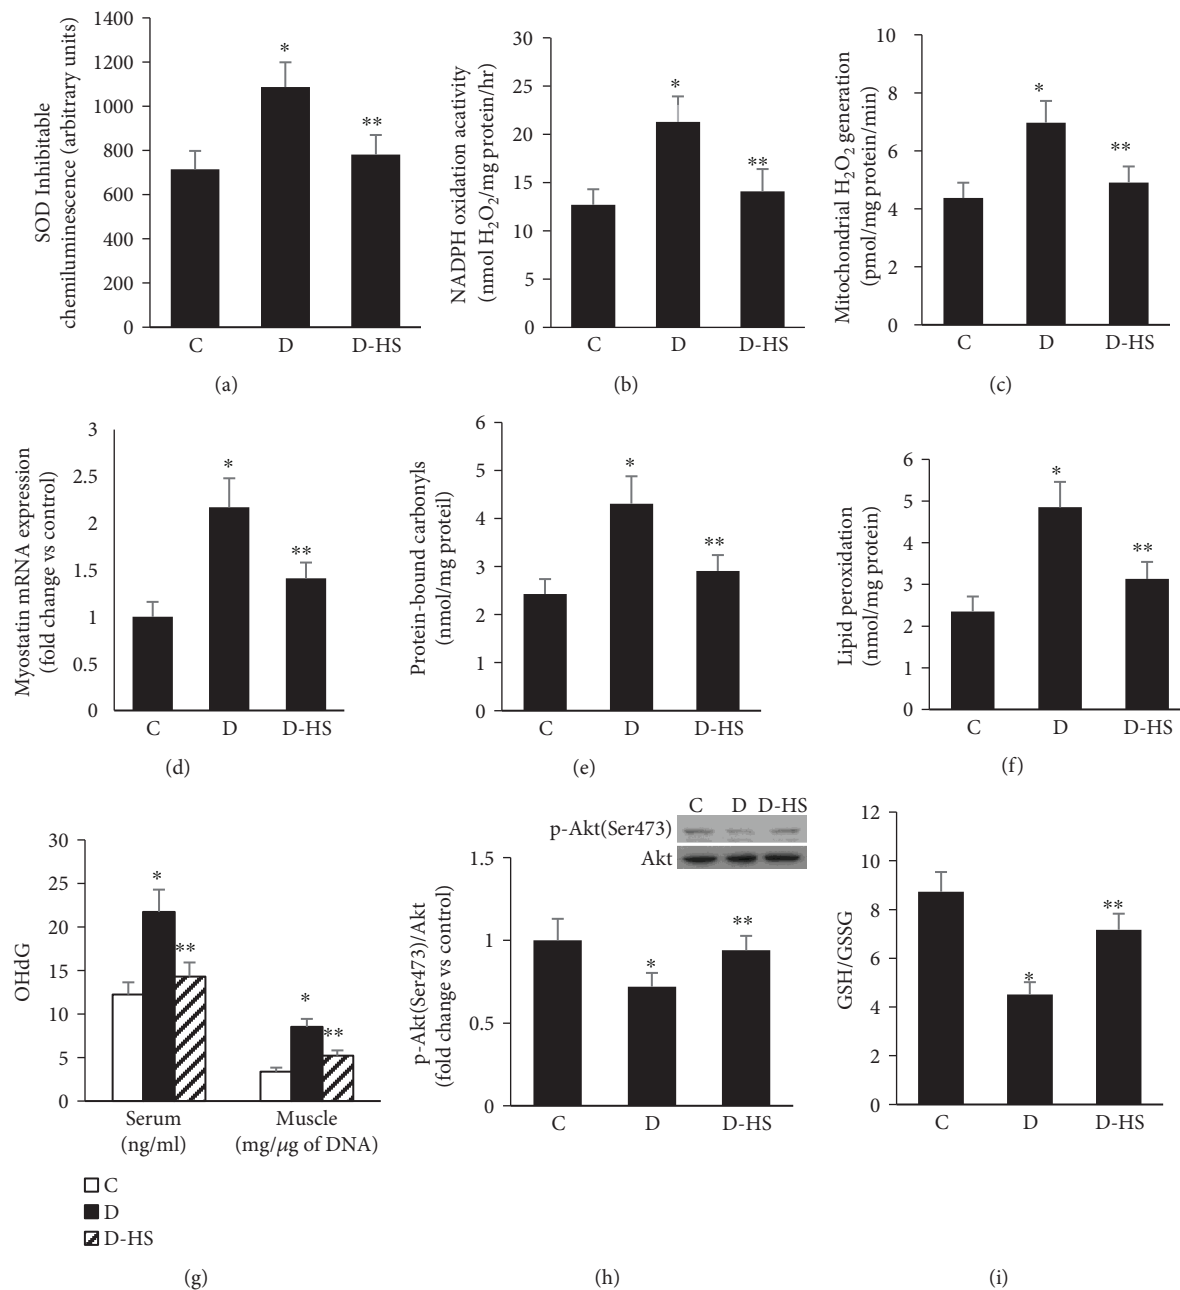 SOD Inhibitable
chemiluminescence (arbitrary units)
1400
1200
1000
800
600
400
200
0
*
**
C D D-HS
(a)
NADPH oxidation acativity
(nmol H2O2/mg protein/hr)
30
25
20
15
10
5
0
*
**
C D D-HS
(b)
Mitochondrial H2O2 generation
(pmol/mg protein/min)
10
8
6
4
2
0
*
**
C D D-HS
(c)
Myostatin mRNA expression
(fold change vs control)
3
2.5
2
1.5
1
0.5
0
*
**
C D D-HS
(d)
Protein-bound carbonyls
(nmol/mg proteil)
6
5
4
3
2
1
0
*
**
C D D-HS
(e)
Lipid peroxidation
(nmol/mg protein)
6
5
4
3
2
1
0
*
**
C D D-HS
(f)
OHdG
30
25
20
15
10
5
0
*
**
*
**
Serum Muscle
(ng/ml) (mg/μg of DNA)
C
D
D-HS
(g)
C D D-HS
p-Akt(Ser473)
Akt
p-Akt(Ser473)/Akt
(fold change vs control)
1.5
1
0.5
0
*
**
C D D-HS
(h)
GSH/GSSG
12
10
8
6
4
2
0
*
**
C D D-HS
(i)